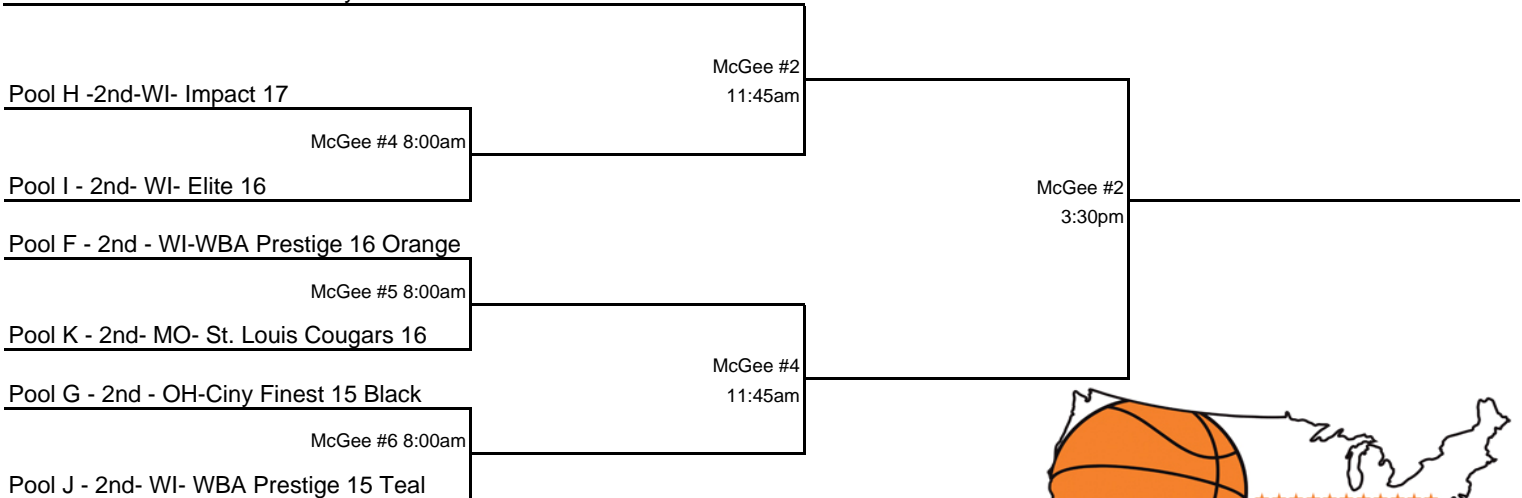 McGee #2
Pool H -2nd-WI- Impact 17
11:45am
McGee #4 8:00am
Pool I - 2nd- WI- Elite 16
McGee #2
3:30pm
Pool F - 2nd - WI-WBA Prestige 16 Orange
McGee #5 8:00am
Pool K - 2nd- MO- St. Louis Cougars 16
McGee #4
Pool G - 2nd - OH-Ciny Finest 15 Black
11:45am
McGee #6 8:00am
Pool J - 2nd- WI- WBA Prestige 15 Teal